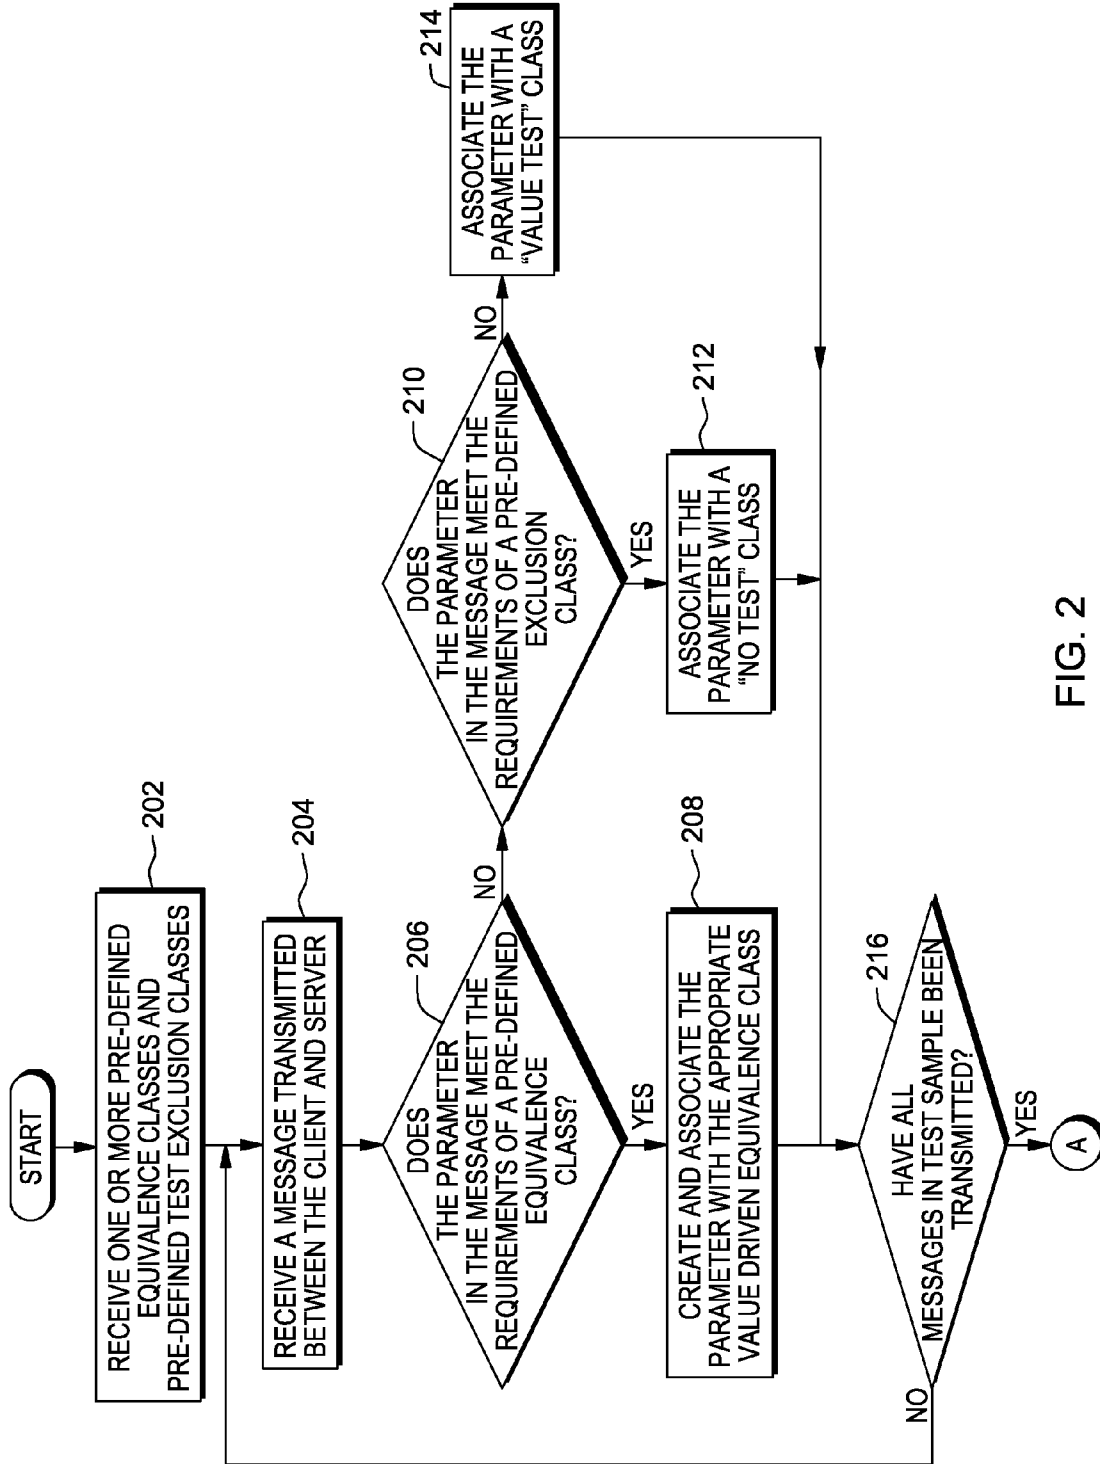 START
RECEIVE ONE OR MORE PRE-DEFINED
EQUIVALENCE CLASSES AND
PRE-DEFINED TEST EXCLUSION CLASSES
202
RECEIVE A MESSAGE TRANSMITTED
BETWEEN THE CLIENT AND SERVER
204
DOES
THE PARAMETER
IN THE MESSAGE MEET THE
REQUIREMENTS OF A PRE-DEFINED
EQUIVALENCE
CLASS?
206
NO
YES
DOES
THE PARAMETER
IN THE MESSAGE MEET THE
REQUIREMENTS OF A PRE-DEFINED
EXCLUSION
CLASS?
210
NO
YES
ASSOCIATE THE
PARAMETER WITH A
“VALUE TEST” CLASS
214
CREATE AND ASSOCIATE THE
PARAMETER WITH THE APPROPRIATE
VALUE DRIVEN EQUIVALENCE CLASS
208
ASSOCIATE THE
PARAMETER WITH A
“NO TEST” CLASS
212
HAVE ALL
MESSAGES IN TEST SAMPLE BEEN
TRANSMITTED?
216
NO
YES
A
FIG. 2